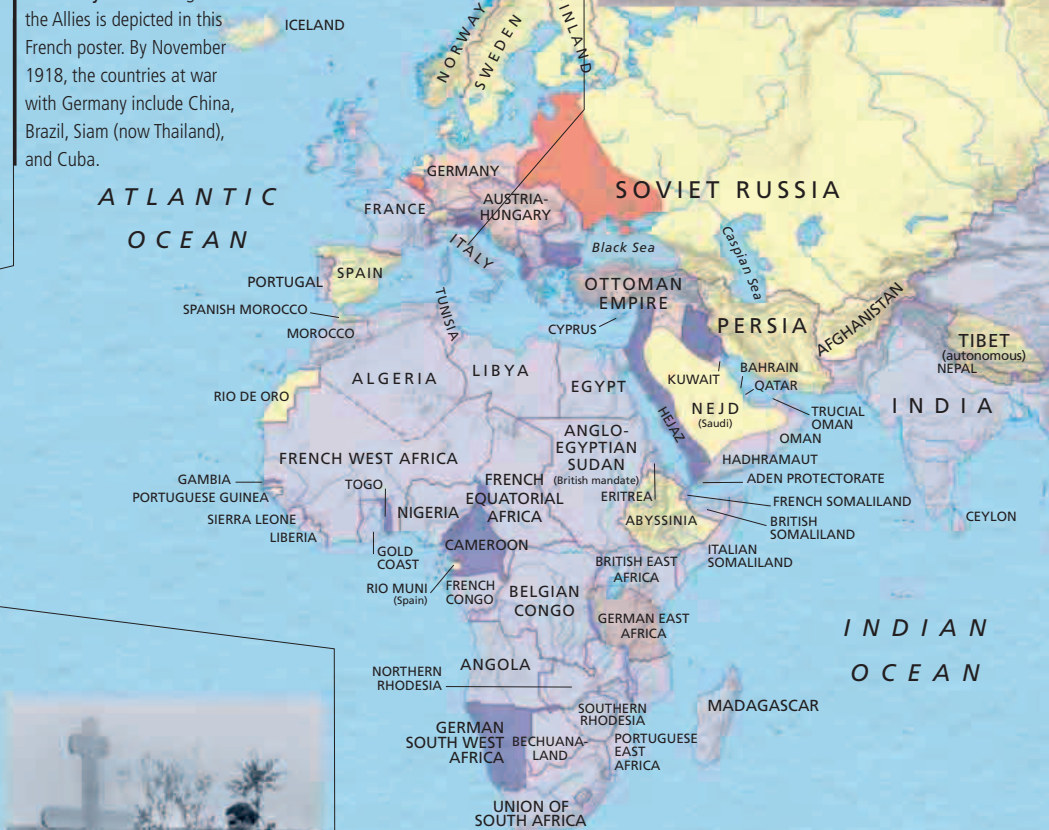 the Allies is depicted in this
French poster. By November
1918, the countries at war
with Germany include China,
Brazil, Siam (now Thailand),
and Cuba.
ICELAND
NORWAY
SWEDEN
INLAND
ATLANTIC
OCEAN
GERMANY
SOVIET RUSSIA
FRANCE
AUSTRIA-
HUNGARY
ITALY
Black Sea
Caspian Sea
PORTUGAL
SPAIN
OTTOMAN
EMPIRE
SPANISH MOROCCO
MOROCCO
TUNISIA
CYPRUS
PERSIA
AFGHANISTAN
TIBET
(autonomous)
NEPAL
ALGERIA
LIBYA
EGYPT
KUWAIT
BAHRAIN
QATAR
RIO DE ORO
HEJAZ
NEJD
(Saudi)
TRUCIAL
OMAN
OMAN
INDIA
ANGLO-
EGYPTIAN
SUDAN
(British mandate)
HADHRAMAUT
FRENCH WEST AFRICA
ADEN PROTECTORATE
GAMBIA
PORTUGUESE GUINEA
TOGO
FRENCH
EQUATORIAL
AFRICA
ERITREA
FRENCH SOMALILAND
SIERRA LEONE
NIGERIA
ABYSSINIA
BRITISH
SOMALILAND
CEYLON
LIBERIA
GOLD
COAST
CAMEROON
ITALIAN
SOMALILAND
RIO MUNI
(Spain)
FRENCH
CONGO
BELGIAN
CONGO
BRITISH EAST
AFRICA
GERMAN EAST
AFRICA
INDIAN
OCEAN
NORTHERN
RHODESIA
ANGOLA
MADAGASCAR
SOUTHERN
RHODESIA
GERMAN
SOUTH WEST
AFRICA
BECHUANA-
LAND
PORTUGUESE
EAST
AFRICA
UNION OF
SOUTH AFRICA